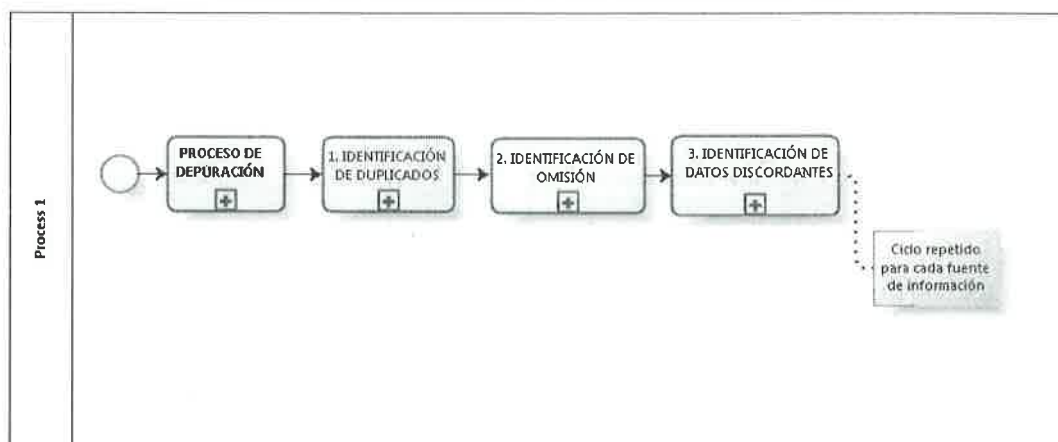 Process 1
PROCESO DE
DEPURACIÓN
1. IDENTIFICACIÓN
DE DUPLICADOS
2. IDENTIFICACIÓN DE
OMISIÓN
3. IDENTIFICACIÓN DE
DATOS DISCORDANTES
Ciclo repetido
para cada fuente
de información